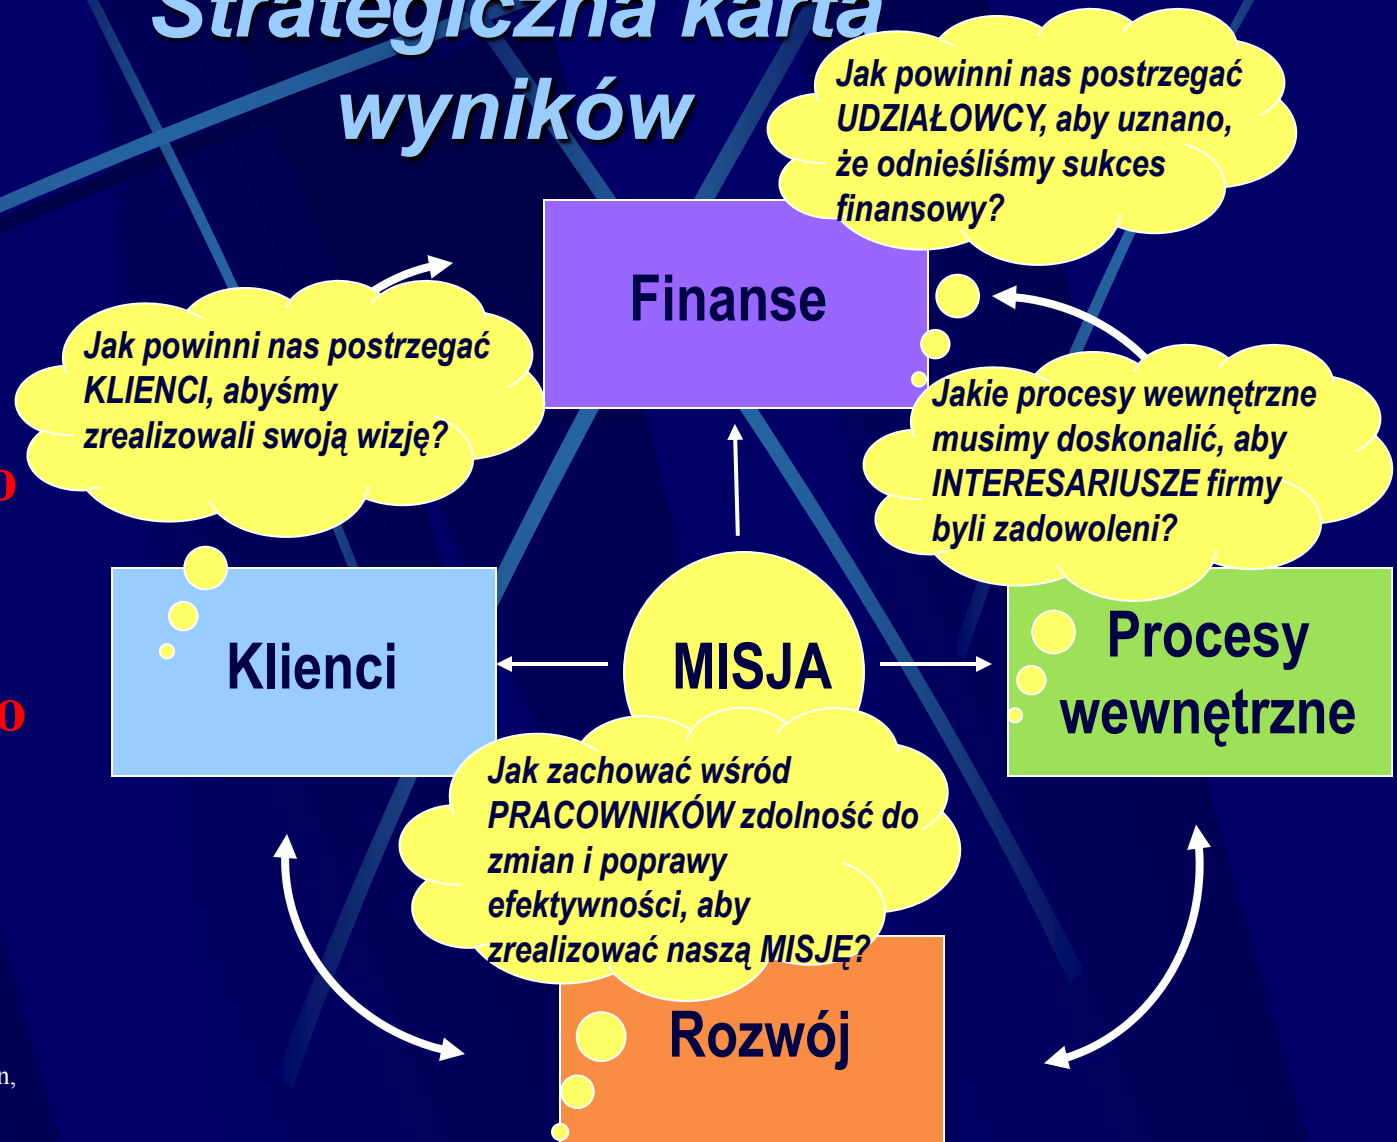 Strategiczna karta
wyników
Jak powinni nas postrzegać
UDZIAŁOWCY, aby uznano,
że odnieśliśmy sukces
finansowy?
Finanse
Jak powinni nas postrzegać
KLIENCI, abyśmy
zrealizowali swoją wizję?
Jakie procesy wewnętrzne
musimy doskonalić, aby
INTERESARIUSZE firmy
byli zadowoleni?
o
Klienci
MISJA
Procesy
wewnętrzne
o
Jak zachować wśród
PRACOWNIKÓW zdolność do
zmian i poprawy
efektywności, aby
zrealizować naszą MISJĘ?
Rozwój
n,